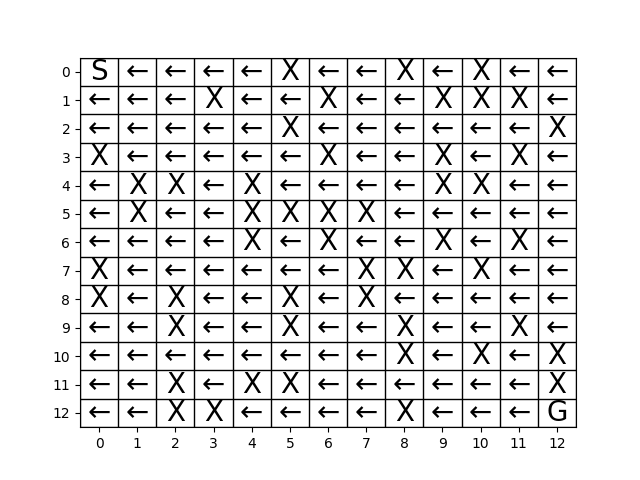 0 S ← ← ← ← X ← ← X ← X ← ←
1 ← ← ← X ← ← X ← ← X X X ←
2 ← ← ← ← ← X ← ← ← ← ← ← X
3 X ← ← ← ← ← X ← ← X ← X ←
4 ← X X ← X ← ← ← ← X X ← ←
5 ← X ← ← X X X X ← ← ← ← ←
6 ← ← ← ← X ← X ← ← X ← X ←
7 X ← ← ← ← ← ← X X ← X ← ←
8 X ← X ← ← X ← X ← ← ← ← ←
9 ← ← X ← ← X ← ← X ← ← X ←
10 ← ← ← ← ← ← ← ← X ← X ← X
11 ← ← X ← X X ← ← ← ← ← ← X
12 ← ← X X ← ← ← ← X ← ← ← G
0 1 2 3 4 5 6 7 8 9 10 11 12